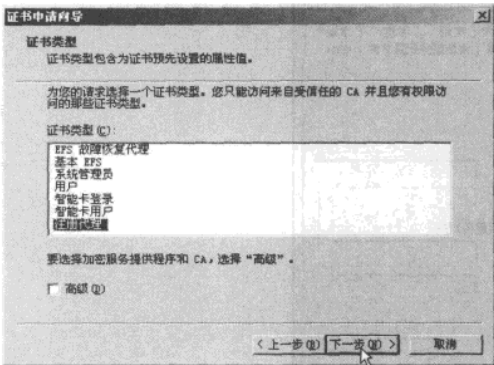 证书申请向导
证书类型
证书类型包含为证书预先设置的属性值。
为您的请求选择一个证书类型。您只能访问来自受信任的 CA 并且您有权限访
问的那些证书类型。
证书类型(C):
EFS 故障恢复代理
基本 EFS
系统管理员
用户
智能卡登录
智能卡用户
注册代理
要选择加密服务提供程序和 CA，选择“高级”。
高级(D)
< 上一步(B) 下一步(N) > 取消